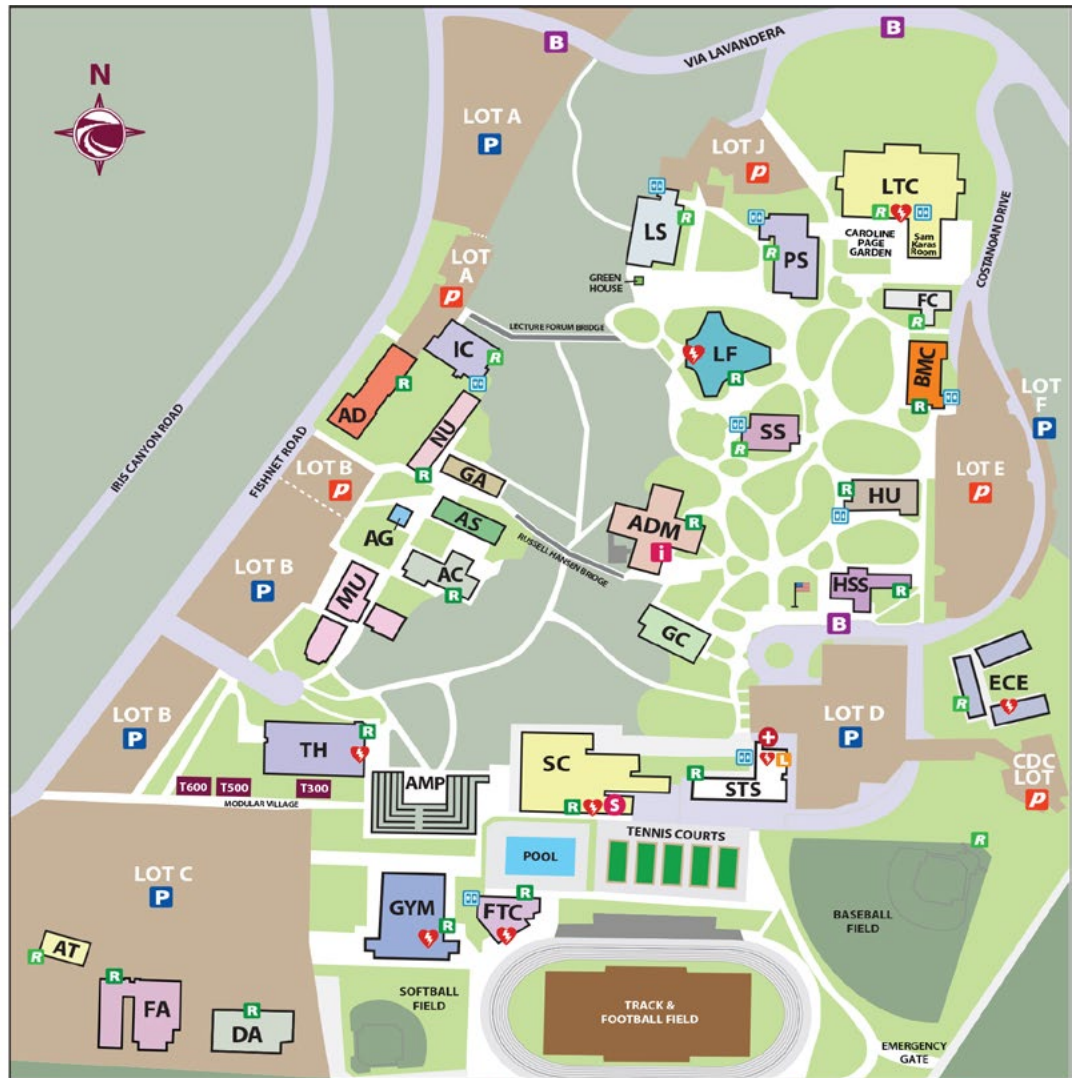 B
VIA LAVANDERA
B
N
LOT A
P
LOT J
P
LTC
R
Sam
Karas
Room
CAROLINE
PAGE
GARDEN
COSTANOAN DRIVE
LS
R
PS
R
GREEN
HOUSE
LOT
A
P
FC
R
LECTURE FORUM BRIDGE
IC
R
LF
R
BMC
R
LOT
F
P
AD
R
NU
R
SS
R
IRIS CANYON ROAD
FISHNET ROAD
LOT B
P
GA
LOT E
P
HU
R
AS
AG
RUSSELL HANSEN BRIDGE
ADM
R
i
LOT B
P
AC
R
MU
HSS
R
B
GC
ECE
R
LOT B
P
TH
R
LOT D
P
SC
R
S
STS
R
L
CDC
LOT
P
AMP
T600
T500
T300
MODULAR VILLAGE
TENNIS COURTS
POOL
R
LOT C
P
GYM
R
FTC
R
BASEBALL
FIELD
AT
R
FA
R
DA
R
SOFTBALL
FIELD
TRACK &
FOOTBALL FIELD
EMERGENCY
GATE